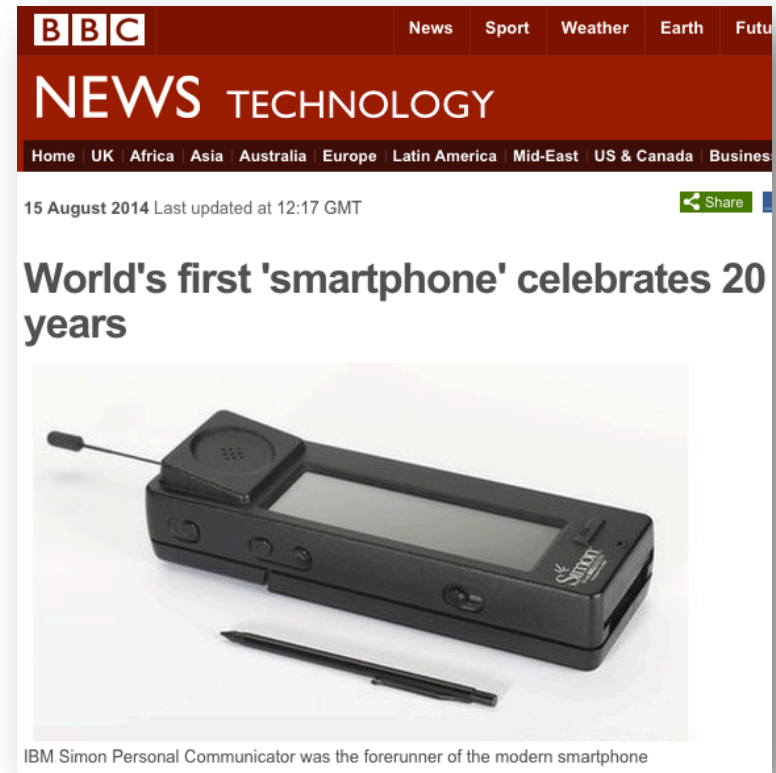 BBC News Sport Weather Earth Futu
NEWS TECHNOLOGY
Home UK Africa Asia Australia Europe Latin America Mid-East US & Canada Busines
15 August 2014 Last updated at 12:17 GMT Share
World's first 'smartphone' celebrates 20
years
Simon
IBM Simon Personal Communicator was the forerunner of the modern smartphone